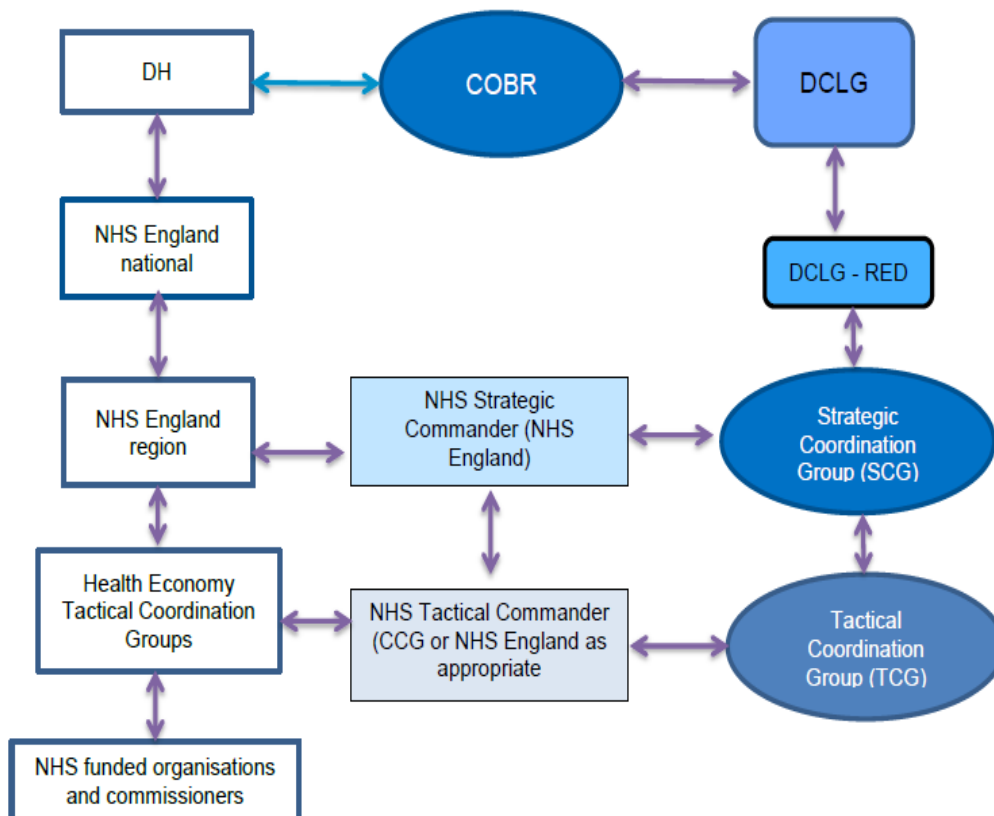 DH
COBR
DCLG
NHS England
national
DCLG - RED
NHS England
region
NHS Strategic
Commander (NHS
England)
Strategic
Coordination
Group (SCG)
Health Economy
Tactical Coordination
Groups
NHS Tactical Commander
(CCG or NHS England as
appropriate
Tactical
Coordination
Group (TCG)
NHS funded organisations
and commissioners